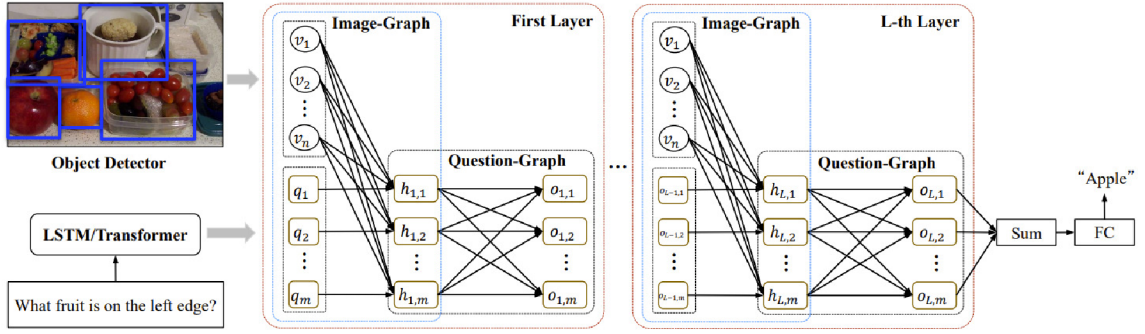 Object Detector
LSTM/Transformer
What fruit is on the left edge?
Image-Graph
First Layer
v1
v2
⋮
vn
Question-Graph
q1
h1,1
o1,1
q2
h1,2
o1,2
⋮ ⋮ ⋮
qm
h1,m
o1,m
...
Image-Graph
L-th Layer
v1
v2
⋮
vn
Question-Graph
oL−1,1
hL,1
oL,1
oL−1,2
hL,2
oL,2
⋮ ⋮ ⋮
oL−1,m
hL,m
oL,m
Sum
FC
“Apple”